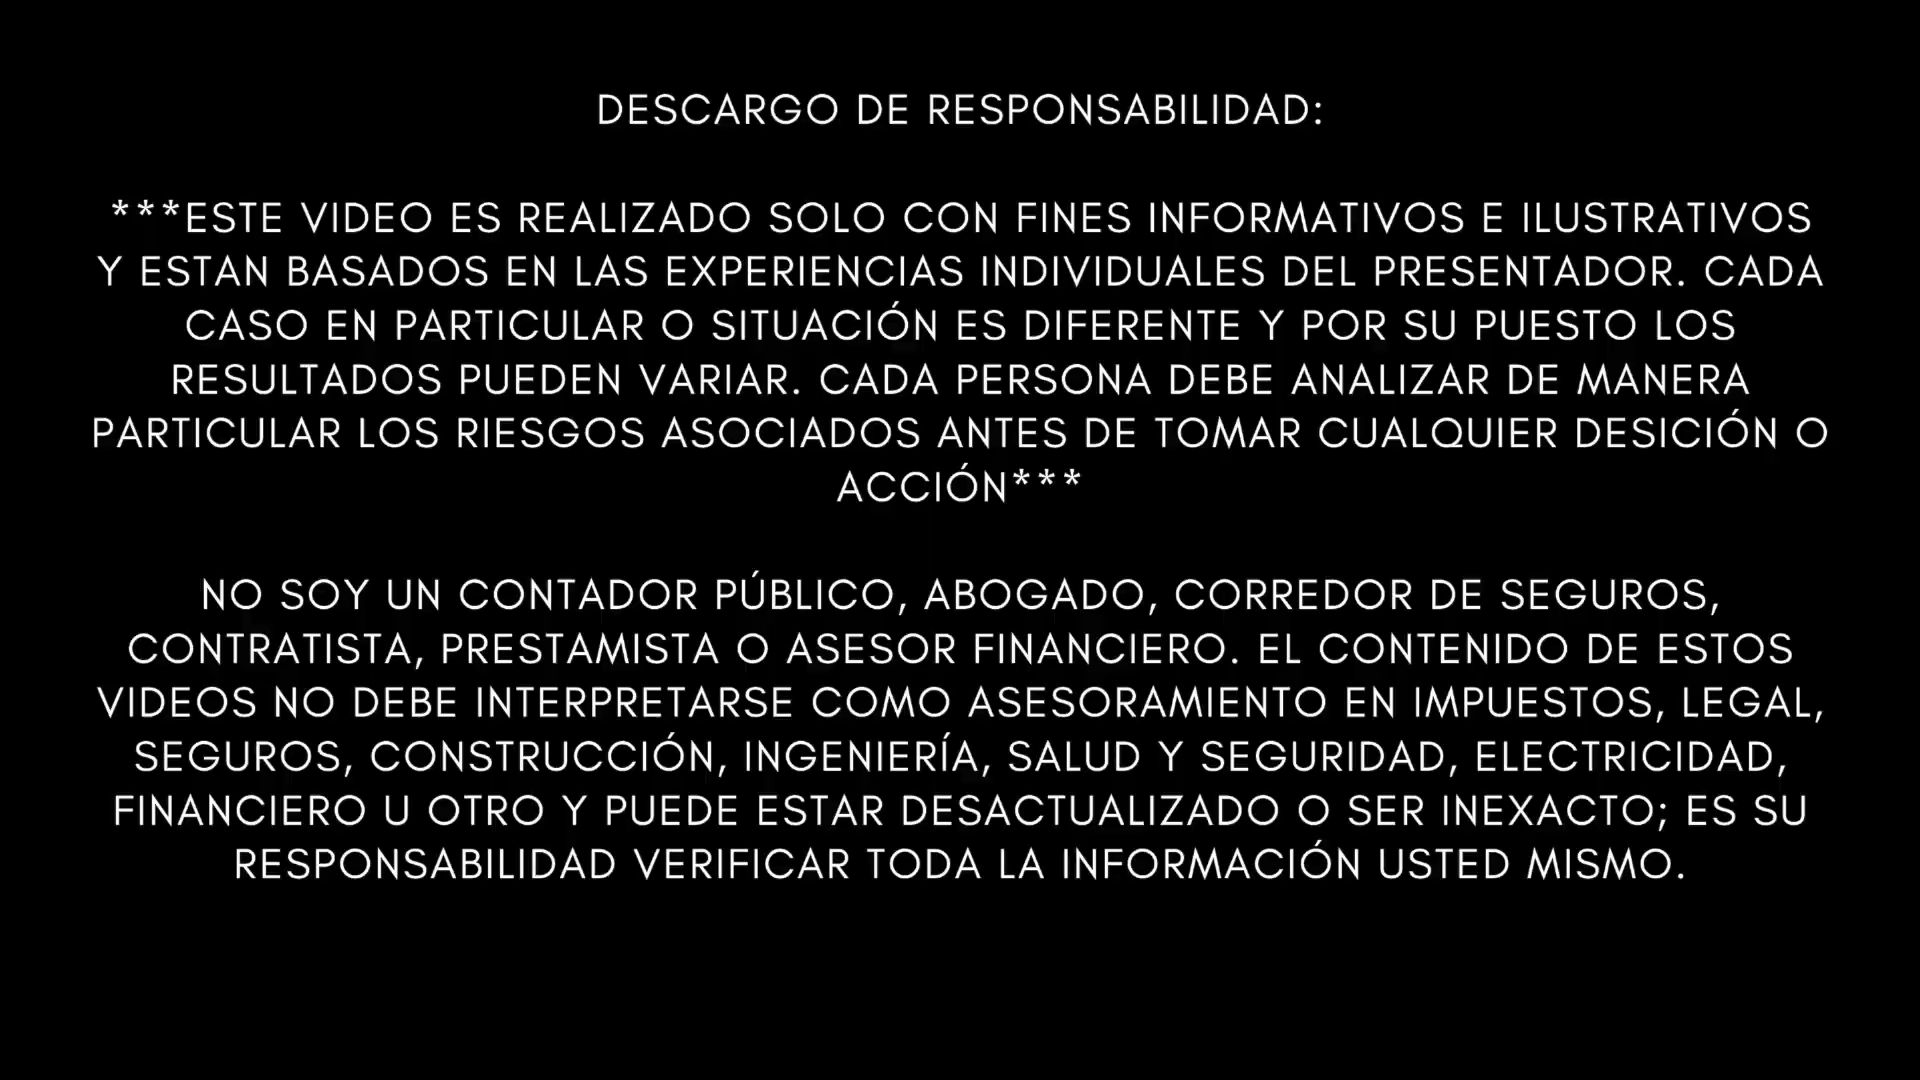 DESCARGO DE RESPONSABILIDAD:
***ESTE VIDEO ES REALIZADO SOLO CON FINES INFORMATIVOS E ILUSTRATIVOS
Y ESTAN BASADOS EN LAS EXPERIENCIAS INDIVIDUALES DEL PRESENTADOR. CADA
CASO EN PARTICULAR O SITUACIÓN ES DIFERENTE Y POR SU PUESTO LOS
RESULTADOS PUEDEN VARIAR. CADA PERSONA DEBE ANALIZAR DE MANERA
PARTICULAR LOS RIESGOS ASOCIADOS ANTES DE TOMAR CUALQUIER DESICIÓN O
ACCIÓN***
NO SOY UN CONTADOR PÚBLICO, ABOGADO, CORREDOR DE SEGUROS,
CONTRATISTA, PRESTAMISTA O ASESOR FINANCIERO. EL CONTENIDO DE ESTOS
VIDEOS NO DEBE INTERPRETARSE COMO ASESORAMIENTO EN IMPUESTOS, LEGAL,
SEGUROS, CONSTRUCCIÓN, INGENIERÍA, SALUD Y SEGURIDAD, ELECTRICIDAD,
FINANCIERO U OTRO Y PUEDE ESTAR DESACTUALIZADO O SER INEXACTO; ES SU
RESPONSABILIDAD VERIFICAR TODA LA INFORMACIÓN USTED MISMO.